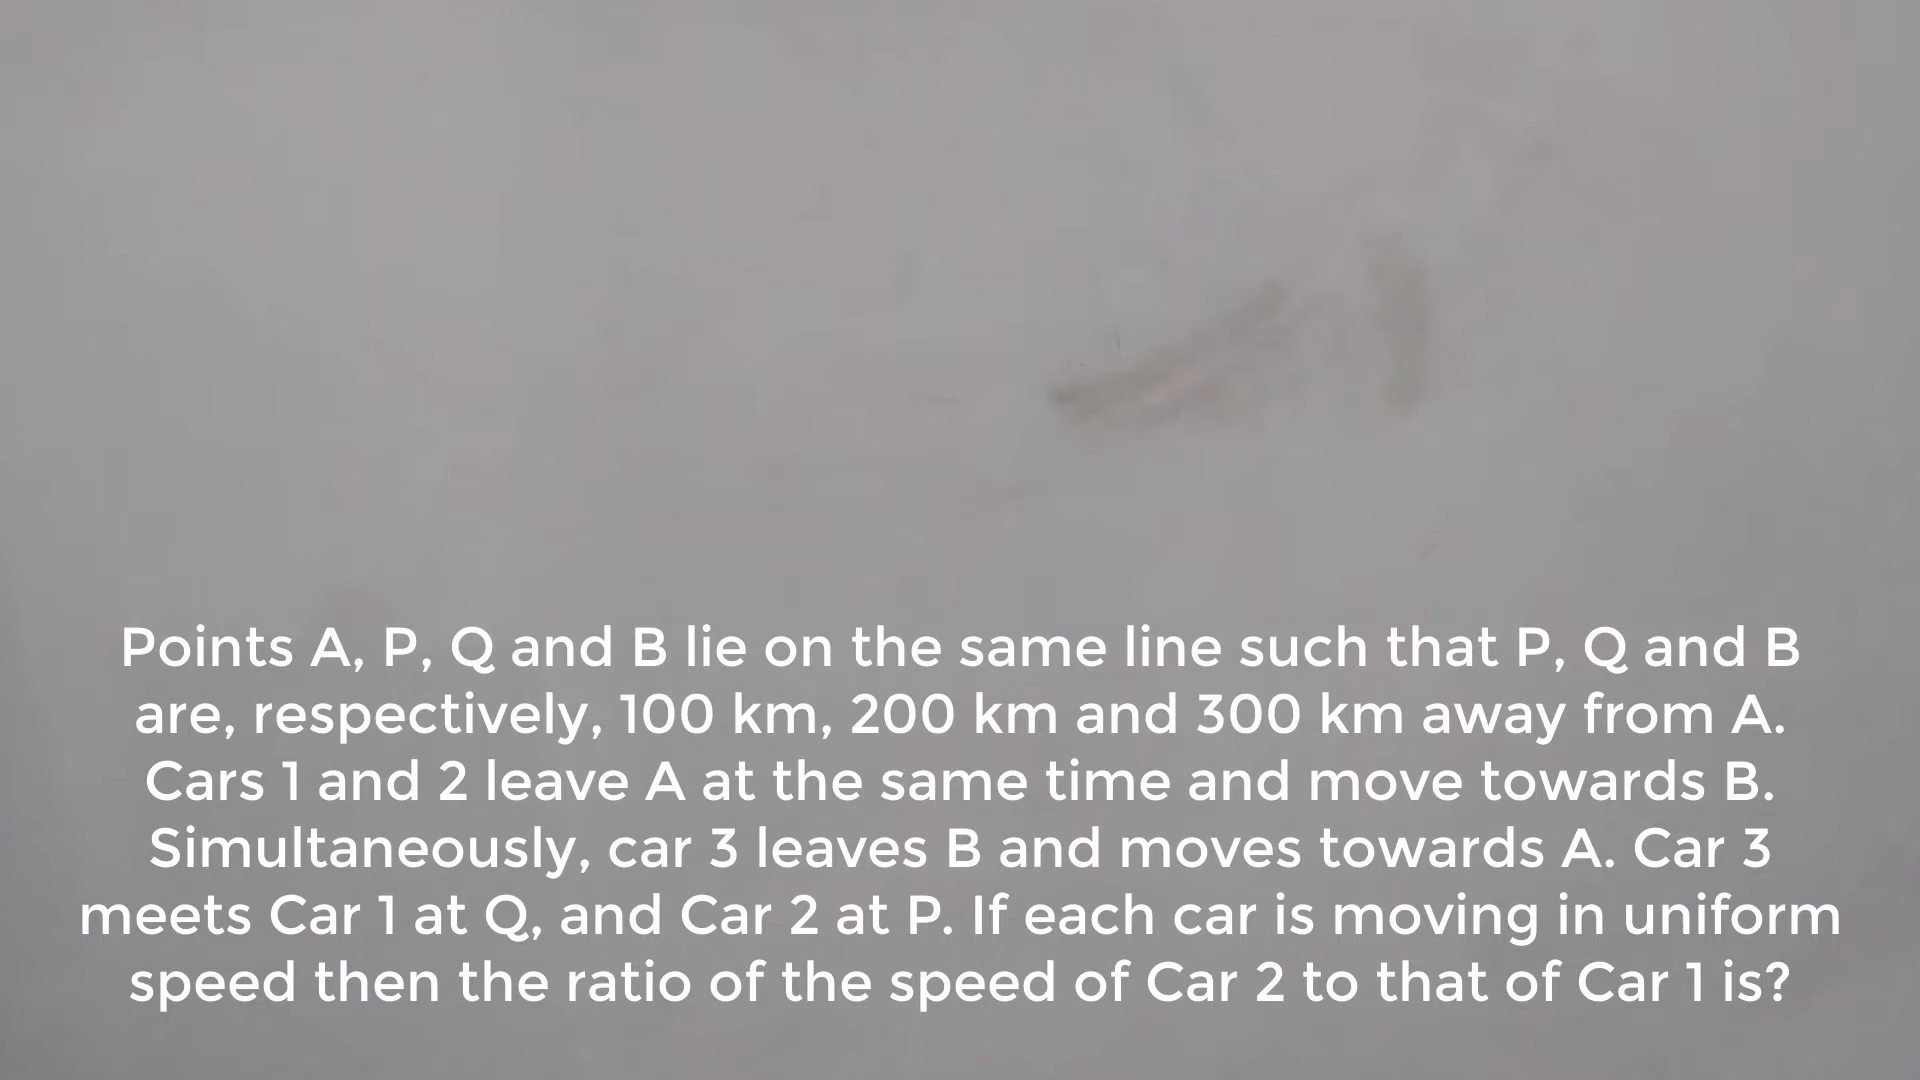 Points A, P, Q and B lie on the same line such that P, Q and B
are, respectively, 100 km, 200 km and 300 km away from A.
Cars 1 and 2 leave A at the same time and move towards B.
Simultaneously, car 3 leaves B and moves towards A. Car 3
meets Car 1 at Q, and Car 2 at P. If each car is moving in uniform
speed then the ratio of the speed of Car 2 to that of Car 1 is?